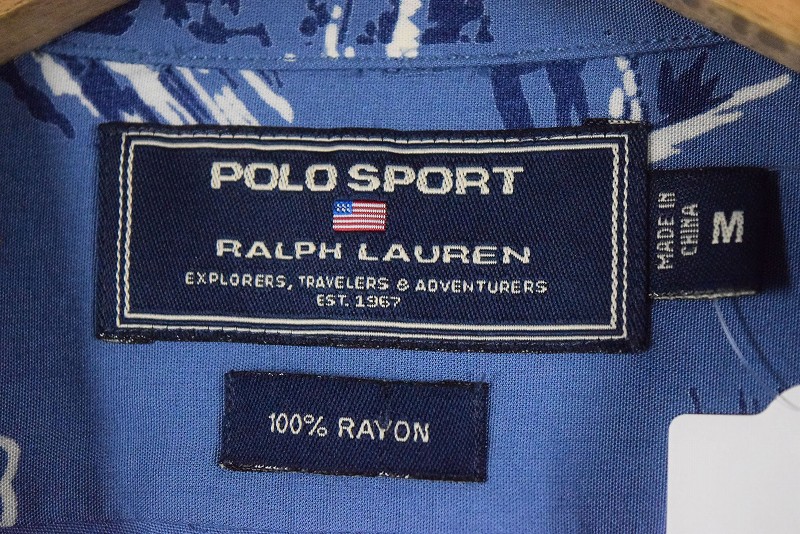 POLO SPORT
RALPH LAUREN
EXPLORERS, TRAVELERS & ADVENTURERS
EST. 1967
MADE IN
CHINA
M
100% RAYON